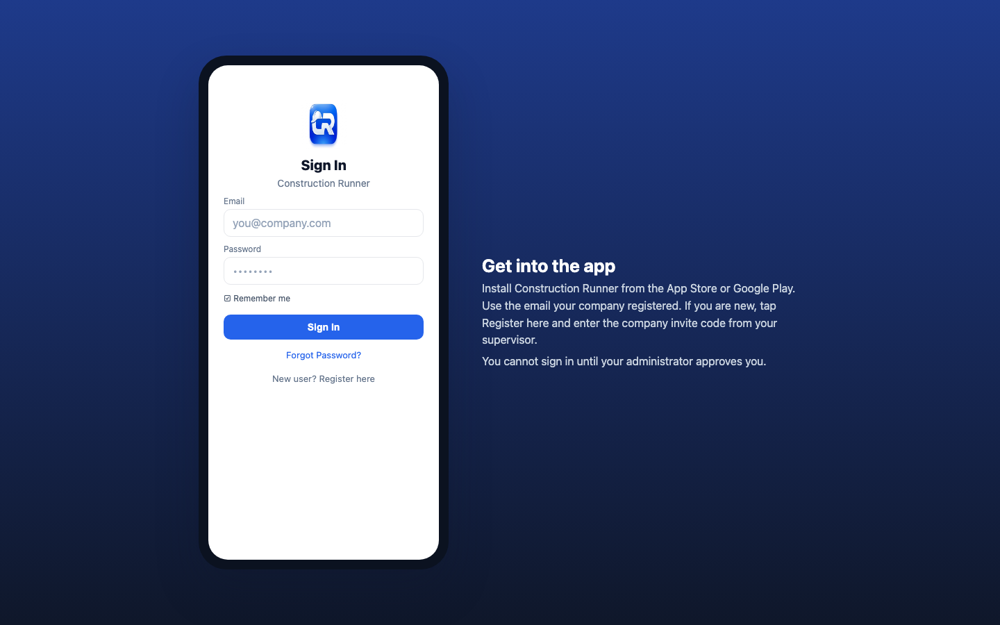 CR
Sign In
Construction Runner
Email
you@company.com
Password
••••••••
Remember me
Sign In
Forgot Password?
New user? Register here
Get into the app
Install Construction Runner from the App Store or Google Play.
Use the email your company registered. If you are new, tap
Register here and enter the company invite code from your
supervisor.
You cannot sign in until your administrator approves you.